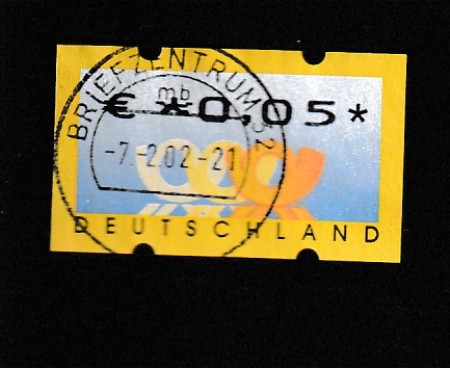 BRIEFZENTRUM 52
mb
€ *0,05*
-7.-2.02-21
DEUTSCHLAND